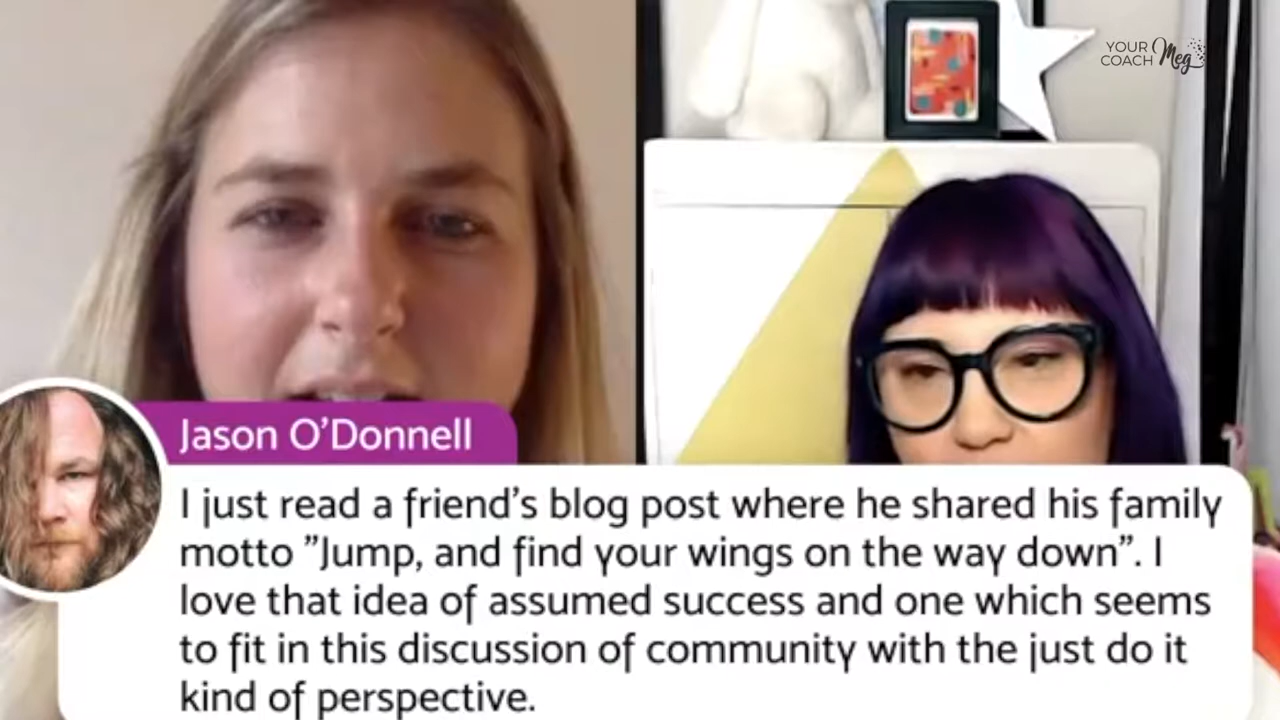 YOUR
COACH Meg
Jason O'Donnell
I just read a friend's blog post where he shared his family
motto "Jump, and find your wings on the way down". I
love that idea of assumed success and one which seems
to fit in this discussion of community with the just do it
kind of perspective.